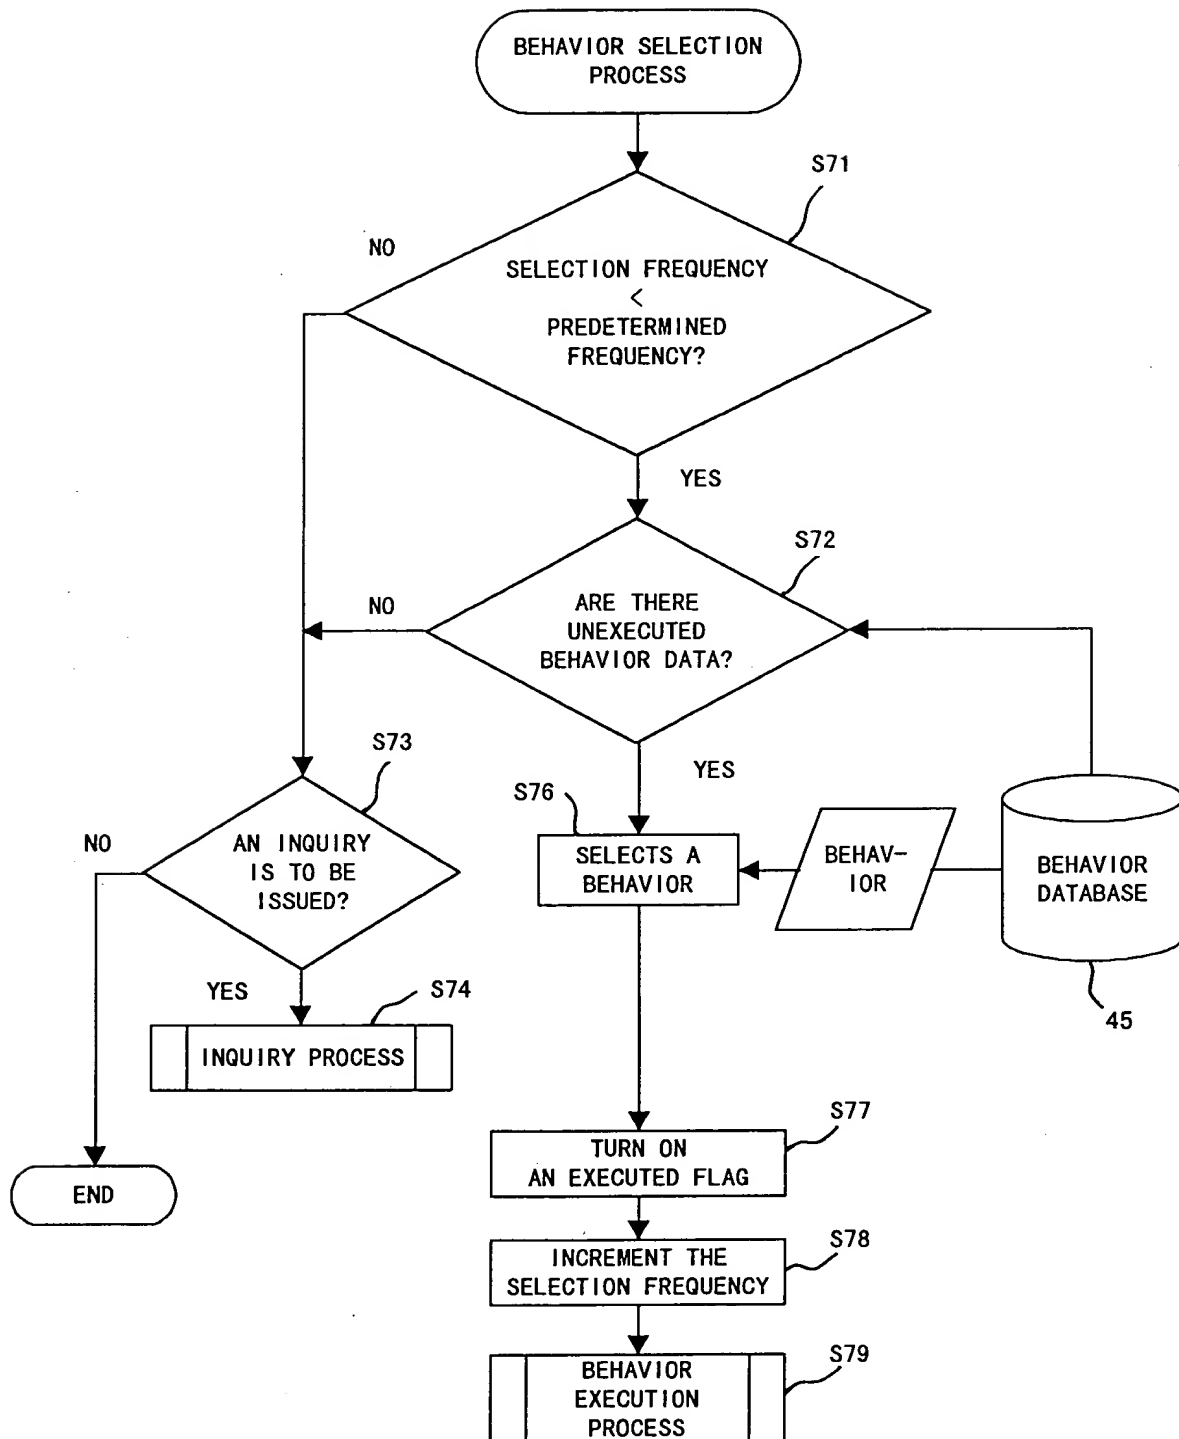 BEHAVIOR SELECTION
PROCESS
S71
NO
SELECTION FREQUENCY
<
PREDETERMINED
FREQUENCY?
YES
S72
NO
ARE THERE
UNEXECUTED
BEHAVIOR DATA?
YES
S73
NO
AN INQUIRY
IS TO BE
ISSUED?
YES
S74
INQUIRY PROCESS
END
S76
SELECTS A
BEHAVIOR
BEHAV-
IOR
BEHAVIOR
DATABASE
45
S77
TURN ON
AN EXECUTED FLAG
S78
INCREMENT THE
SELECTION FREQUENCY
S79
BEHAVIOR
EXECUTION
PROCESS